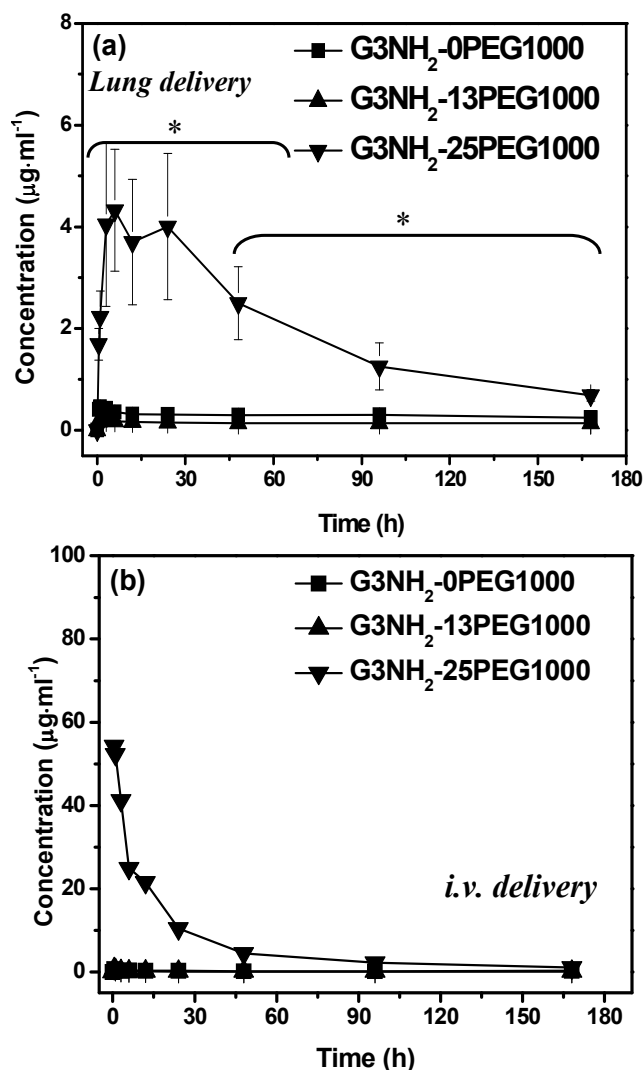 (a)
Lung delivery
G3NH₂-0PEG1000
G3NH₂-13PEG1000
G3NH₂-25PEG1000
*
*
Concentration (µg·ml⁻¹)
8
6
4
2
0
0 30 60 90 120 150 180
Time (h)
(b)
G3NH₂-0PEG1000
G3NH₂-13PEG1000
G3NH₂-25PEG1000
i.v. delivery
Concentration (µg·ml⁻¹)
100
80
60
40
20
0
0 30 60 90 120 150 180
Time (h)